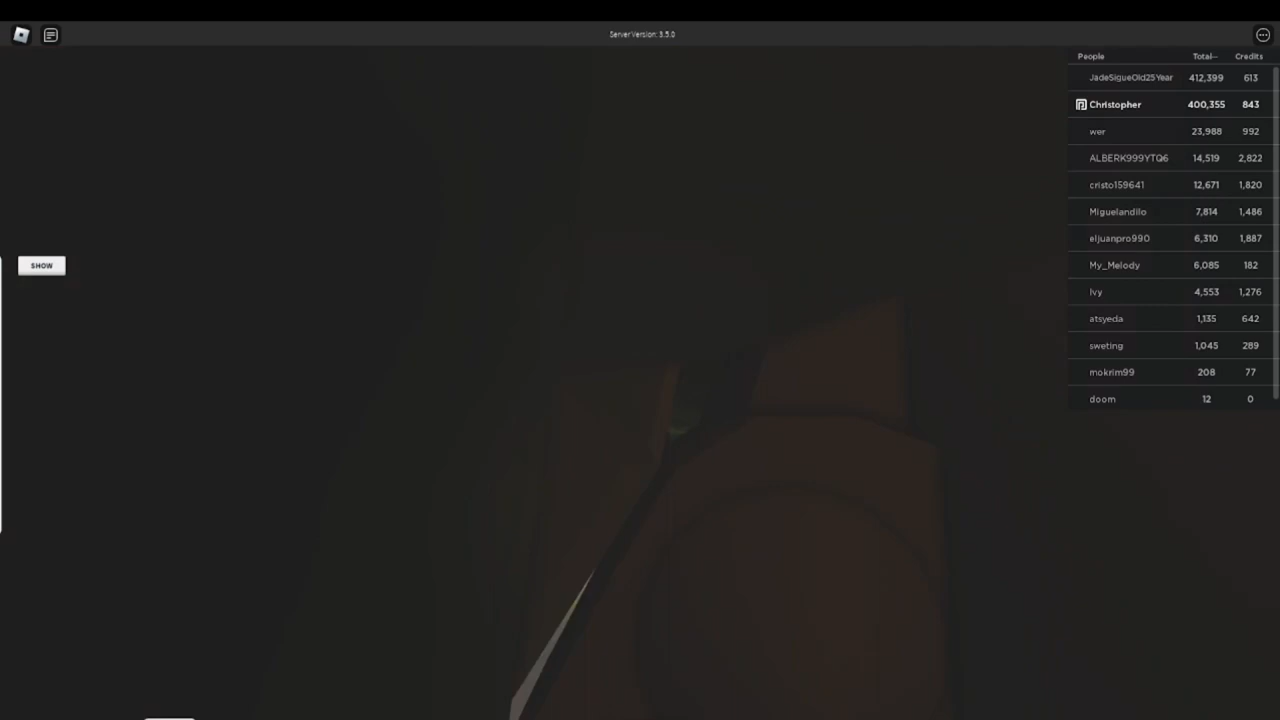 ServerVersion: 3.5.0
People Total-- Credits
JadeSigueOld25Year 412,399 613
Christopher 400,355 843
wer 23,988 992
ALBERK999YTQ6 14,519 2,822
cristo159641 12,671 1,820
Miguelandilo 7,814 1,486
eljuanpro990 6,310 1,887
My_Melody 6,085 182
Ivy 4,553 1,276
atsyeda 1,135 642
sweting 1,045 289
mokrim99 208 77
doom 12 0
SHOW